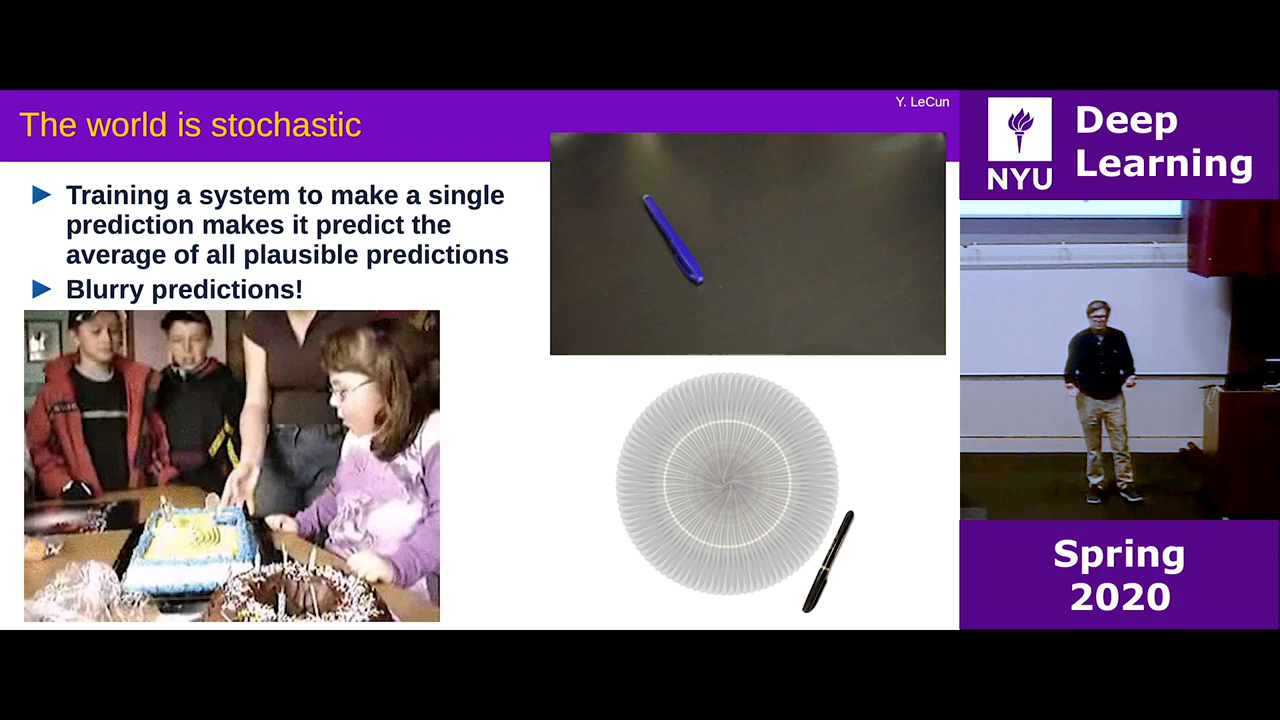 Y. LeCun
The world is stochastic
Training a system to make a single
prediction makes it predict the
average of all plausible predictions
Blurry predictions!
NYU
Deep
Learning
Spring
2020